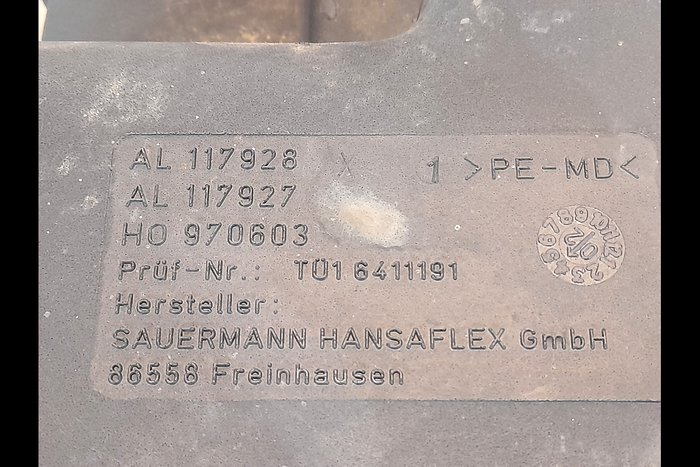 AL 117928 X 1 >PE-MD<
AL 117927
HO 970603
Prüf-Nr.: TÜ1 6411191
Hersteller:
SAUERMANN HANSAFLEX GmbH
86558 Freinhausen